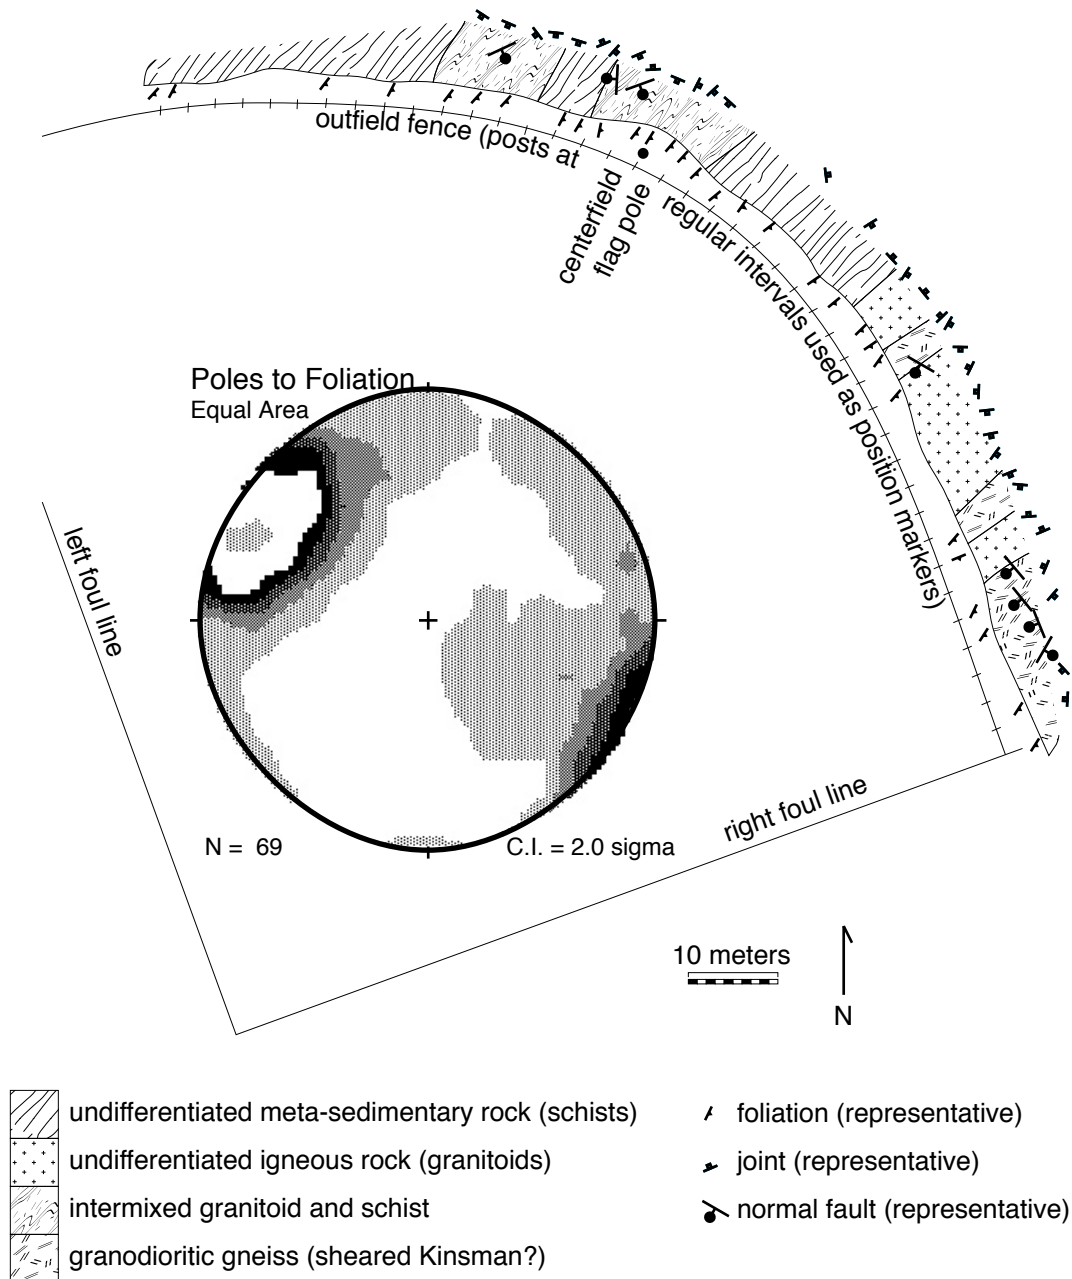 outfield fence (posts at
centerfield
flag pole
regular intervals used as position markers)
Poles to Foliation
Equal Area
left foul line
N = 69
C.I. = 2.0 sigma
right foul line
10 meters
N
undifferentiated meta-sedimentary rock (schists)
undifferentiated igneous rock (granitoids)
intermixed granitoid and schist
granodioritic gneiss (sheared Kinsman?)
foliation (representative)
joint (representative)
normal fault (representative)